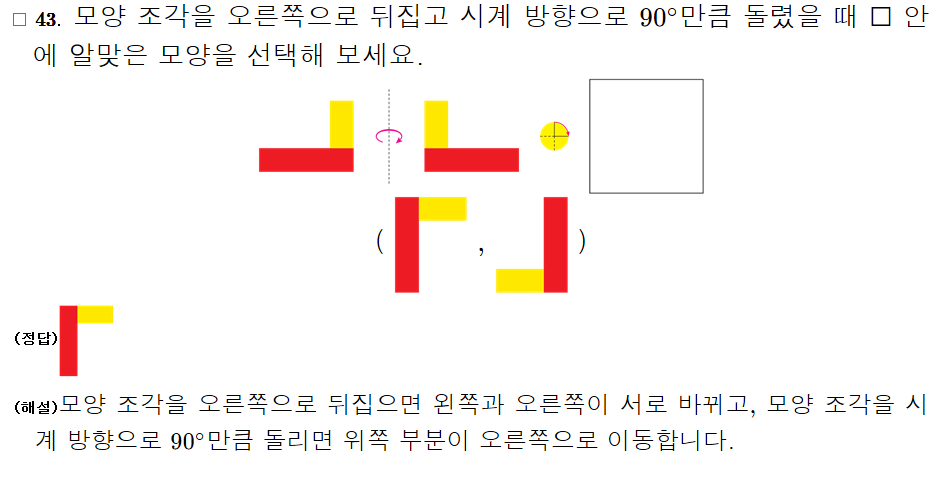 □ 43. 모양 조각을 오른쪽으로 뒤집고 시계 방향으로 90°만큼 돌렸을 때 □ 안
에 알맞은 모양을 선택해 보세요.
( , )
(정답)
(해설)모양 조각을 오른쪽으로 뒤집으면 왼쪽과 오른쪽이 서로 바뀌고, 모양 조각을 시
계 방향으로 90°만큼 돌리면 위쪽 부분이 오른쪽으로 이동합니다.